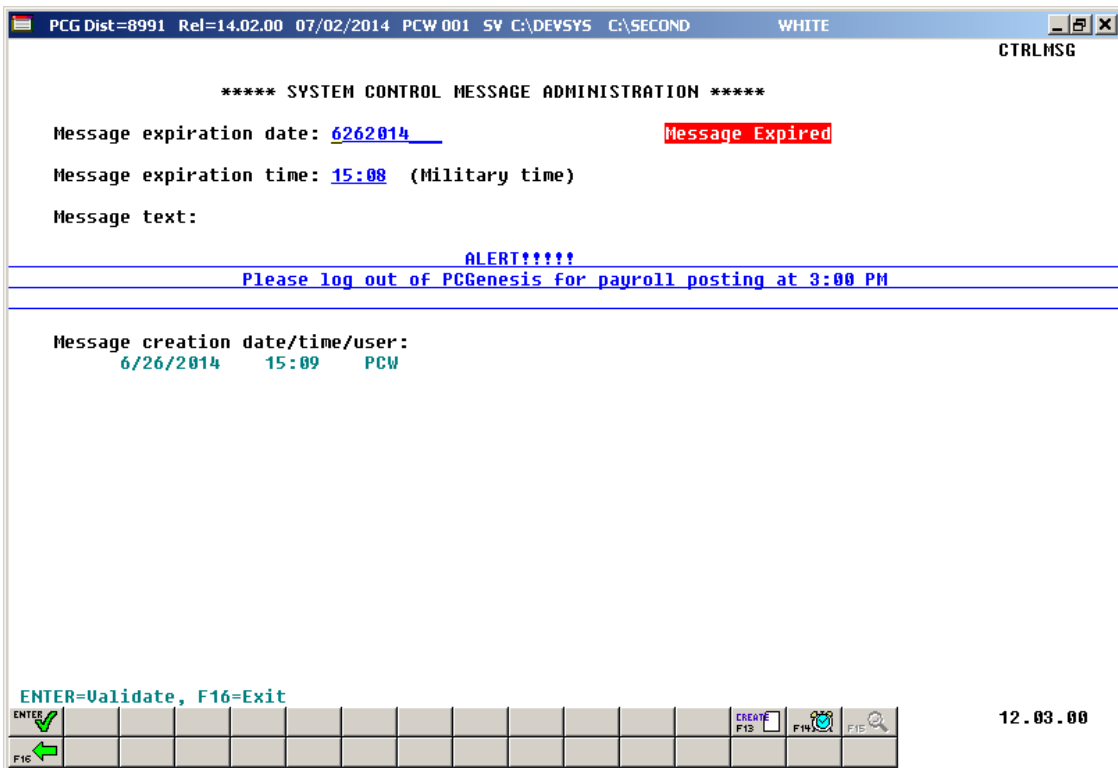 PCG Dist=8991 Rel=14.02.00 07/02/2014 PCW 001 SV C:\DEVSYS C:\SECOND WHITE
CTRLMSG
***** SYSTEM CONTROL MESSAGE ADMINISTRATION *****
Message expiration date: 6262014___ Message Expired
Message expiration time: 15:08 (Military time)
Message text:
ALERT!!!!!
Please log out of PCGenesis for payroll posting at 3:00 PM
Message creation date/time/user:
6/26/2014 15:09 PCW
ENTER=Validate, F16=Exit
ENTER CREATE F13 F14 F15 12.03.00
F16